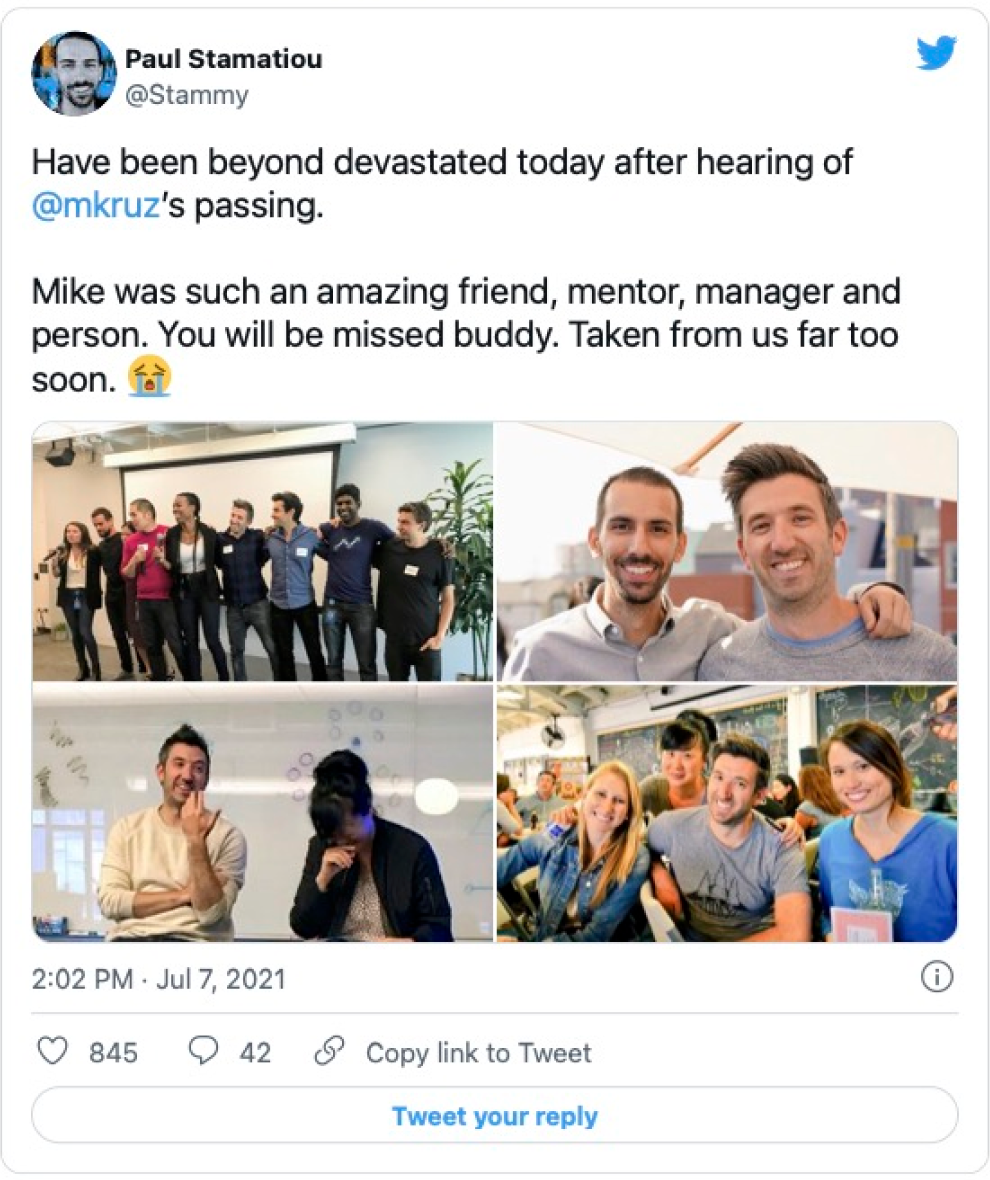 Paul Stamatiou
@Stammy
Have been beyond devastated today after hearing of
@mkruz's passing.
Mike was such an amazing friend, mentor, manager and
person. You will be missed buddy. Taken from us far too
soon. 😭
2:02 PM · Jul 7, 2021
845 42 Copy link to Tweet
Tweet your reply